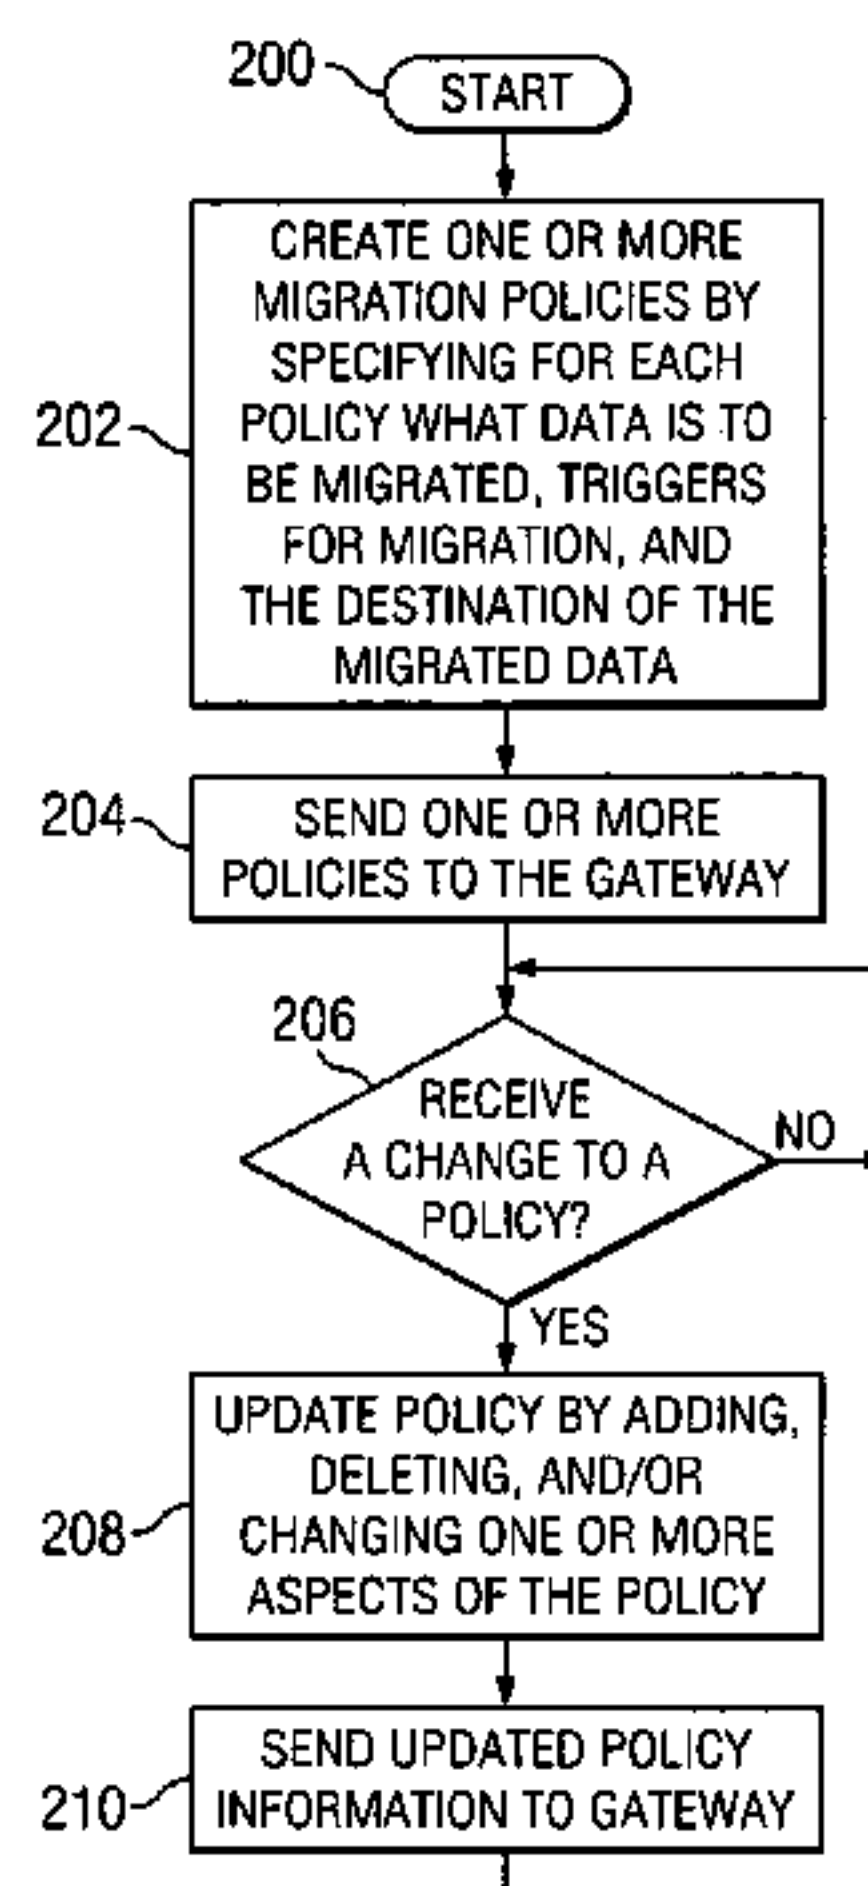 200
START
CREATE ONE OR MORE
MIGRATION POLICIES BY
SPECIFYING FOR EACH
202
POLICY WHAT DATA IS TO
BE MIGRATED, TRIGGERS
FOR MIGRATION, AND
THE DESTINATION OF THE
MIGRATED DATA
204
SEND ONE OR MORE
POLICIES TO THE GATEWAY
206
RECEIVE
A CHANGE TO A
POLICY?
NO
YES
UPDATE POLICY BY ADDING,
DELETING, AND/OR
208
CHANGING ONE OR MORE
ASPECTS OF THE POLICY
SEND UPDATED POLICY
210
INFORMATION TO GATEWAY